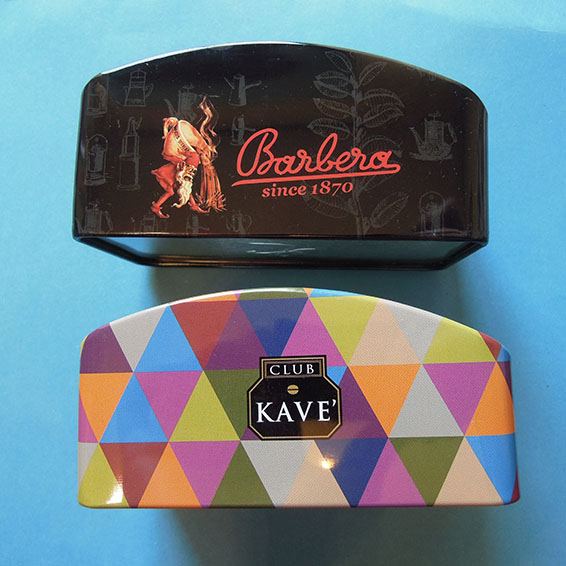 Barbera
since 1870
CLUB
KAVE'